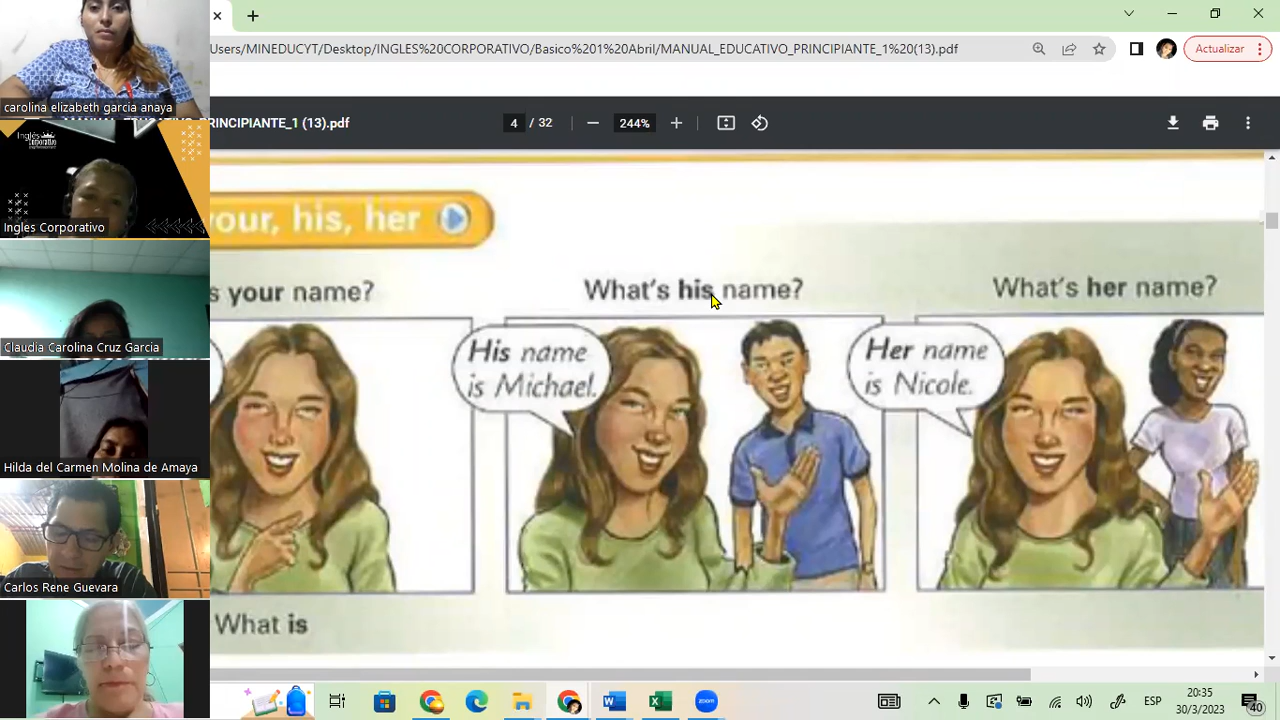 Users/MINEDUCYT/Desktop/INGLES%20CORPORATIVO/Basico%201%20Abril/MANUAL_EDUCATIVO_PRINCIPIANTE_1%20(13).pdf
Actualizar
PRINCIPIANTE_1 (13).pdf
4 / 32
244%
carolina elizabeth garcia anaya
Inglés
Corporativo
Ingles Corporativo
Claudia Carolina Cruz Garcia
Hilda del Carmen Molina de Amaya
Carlos Rene Guevara
your, his, her
s your name?
What's his name?
What's her name?
His name
is Michael.
Her name
is Nicole.
What is
zoom
ESP
20:35
30/3/2023
40